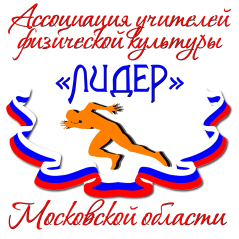 Ассоциация учителей
физической культуры
«ЛИДЕР»
Московской области